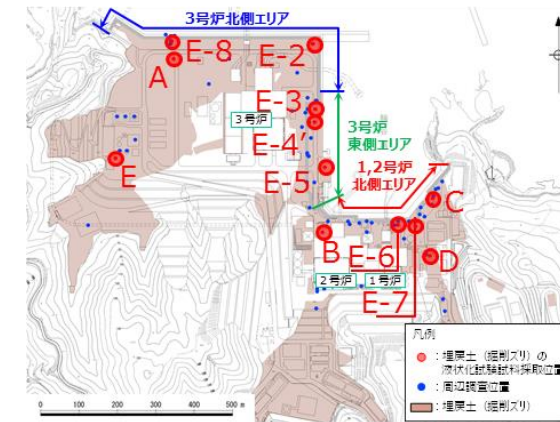 3号炉北側エリア
E-8
E-2
A
E-3
3号炉
E-4'
3号炉
東側エリア
E
E-5
1,2号炉
北側エリア
C
B
E-6
D
2号炉
1号炉
E-7
凡例
:埋戻土(掘削ズリ)の
液状化試験試料採取位置
:周辺調査位置
:埋戻土(掘削ズリ)
0 100 200 300 400 500 m